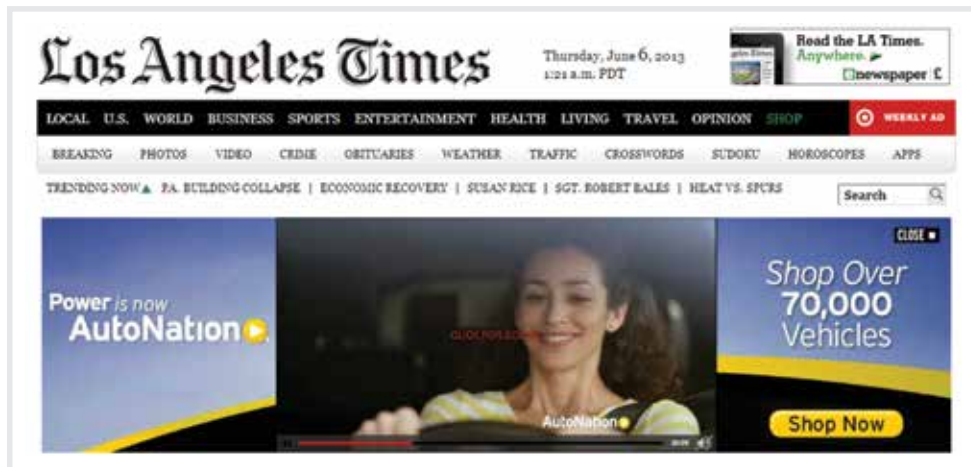 Los Angeles Times
Thursday, June 6, 2013
1:21 a.m. PDT
Read the LA Times.
Anywhere.
newspaper
LOCAL U.S. WORLD BUSINESS SPORTS ENTERTAINMENT HEALTH LIVING TRAVEL OPINION SHOP WEEKLY AD
BREAKING PHOTOS VIDEO CRIME OBITUARIES WEATHER TRAFFIC CROSSWORDS SUDOKU HOROSCOPES APPS
TRENDING NOW PA. BUILDING COLLAPSE | ECONOMIC RECOVERY | SUSAN RICE | SGT. ROBERT BALES | HEAT VS. SPURS
Search
CLOSE
Power is now
AutoNation
Shop Over
70,000
Vehicles
AutoNation
Shop Now